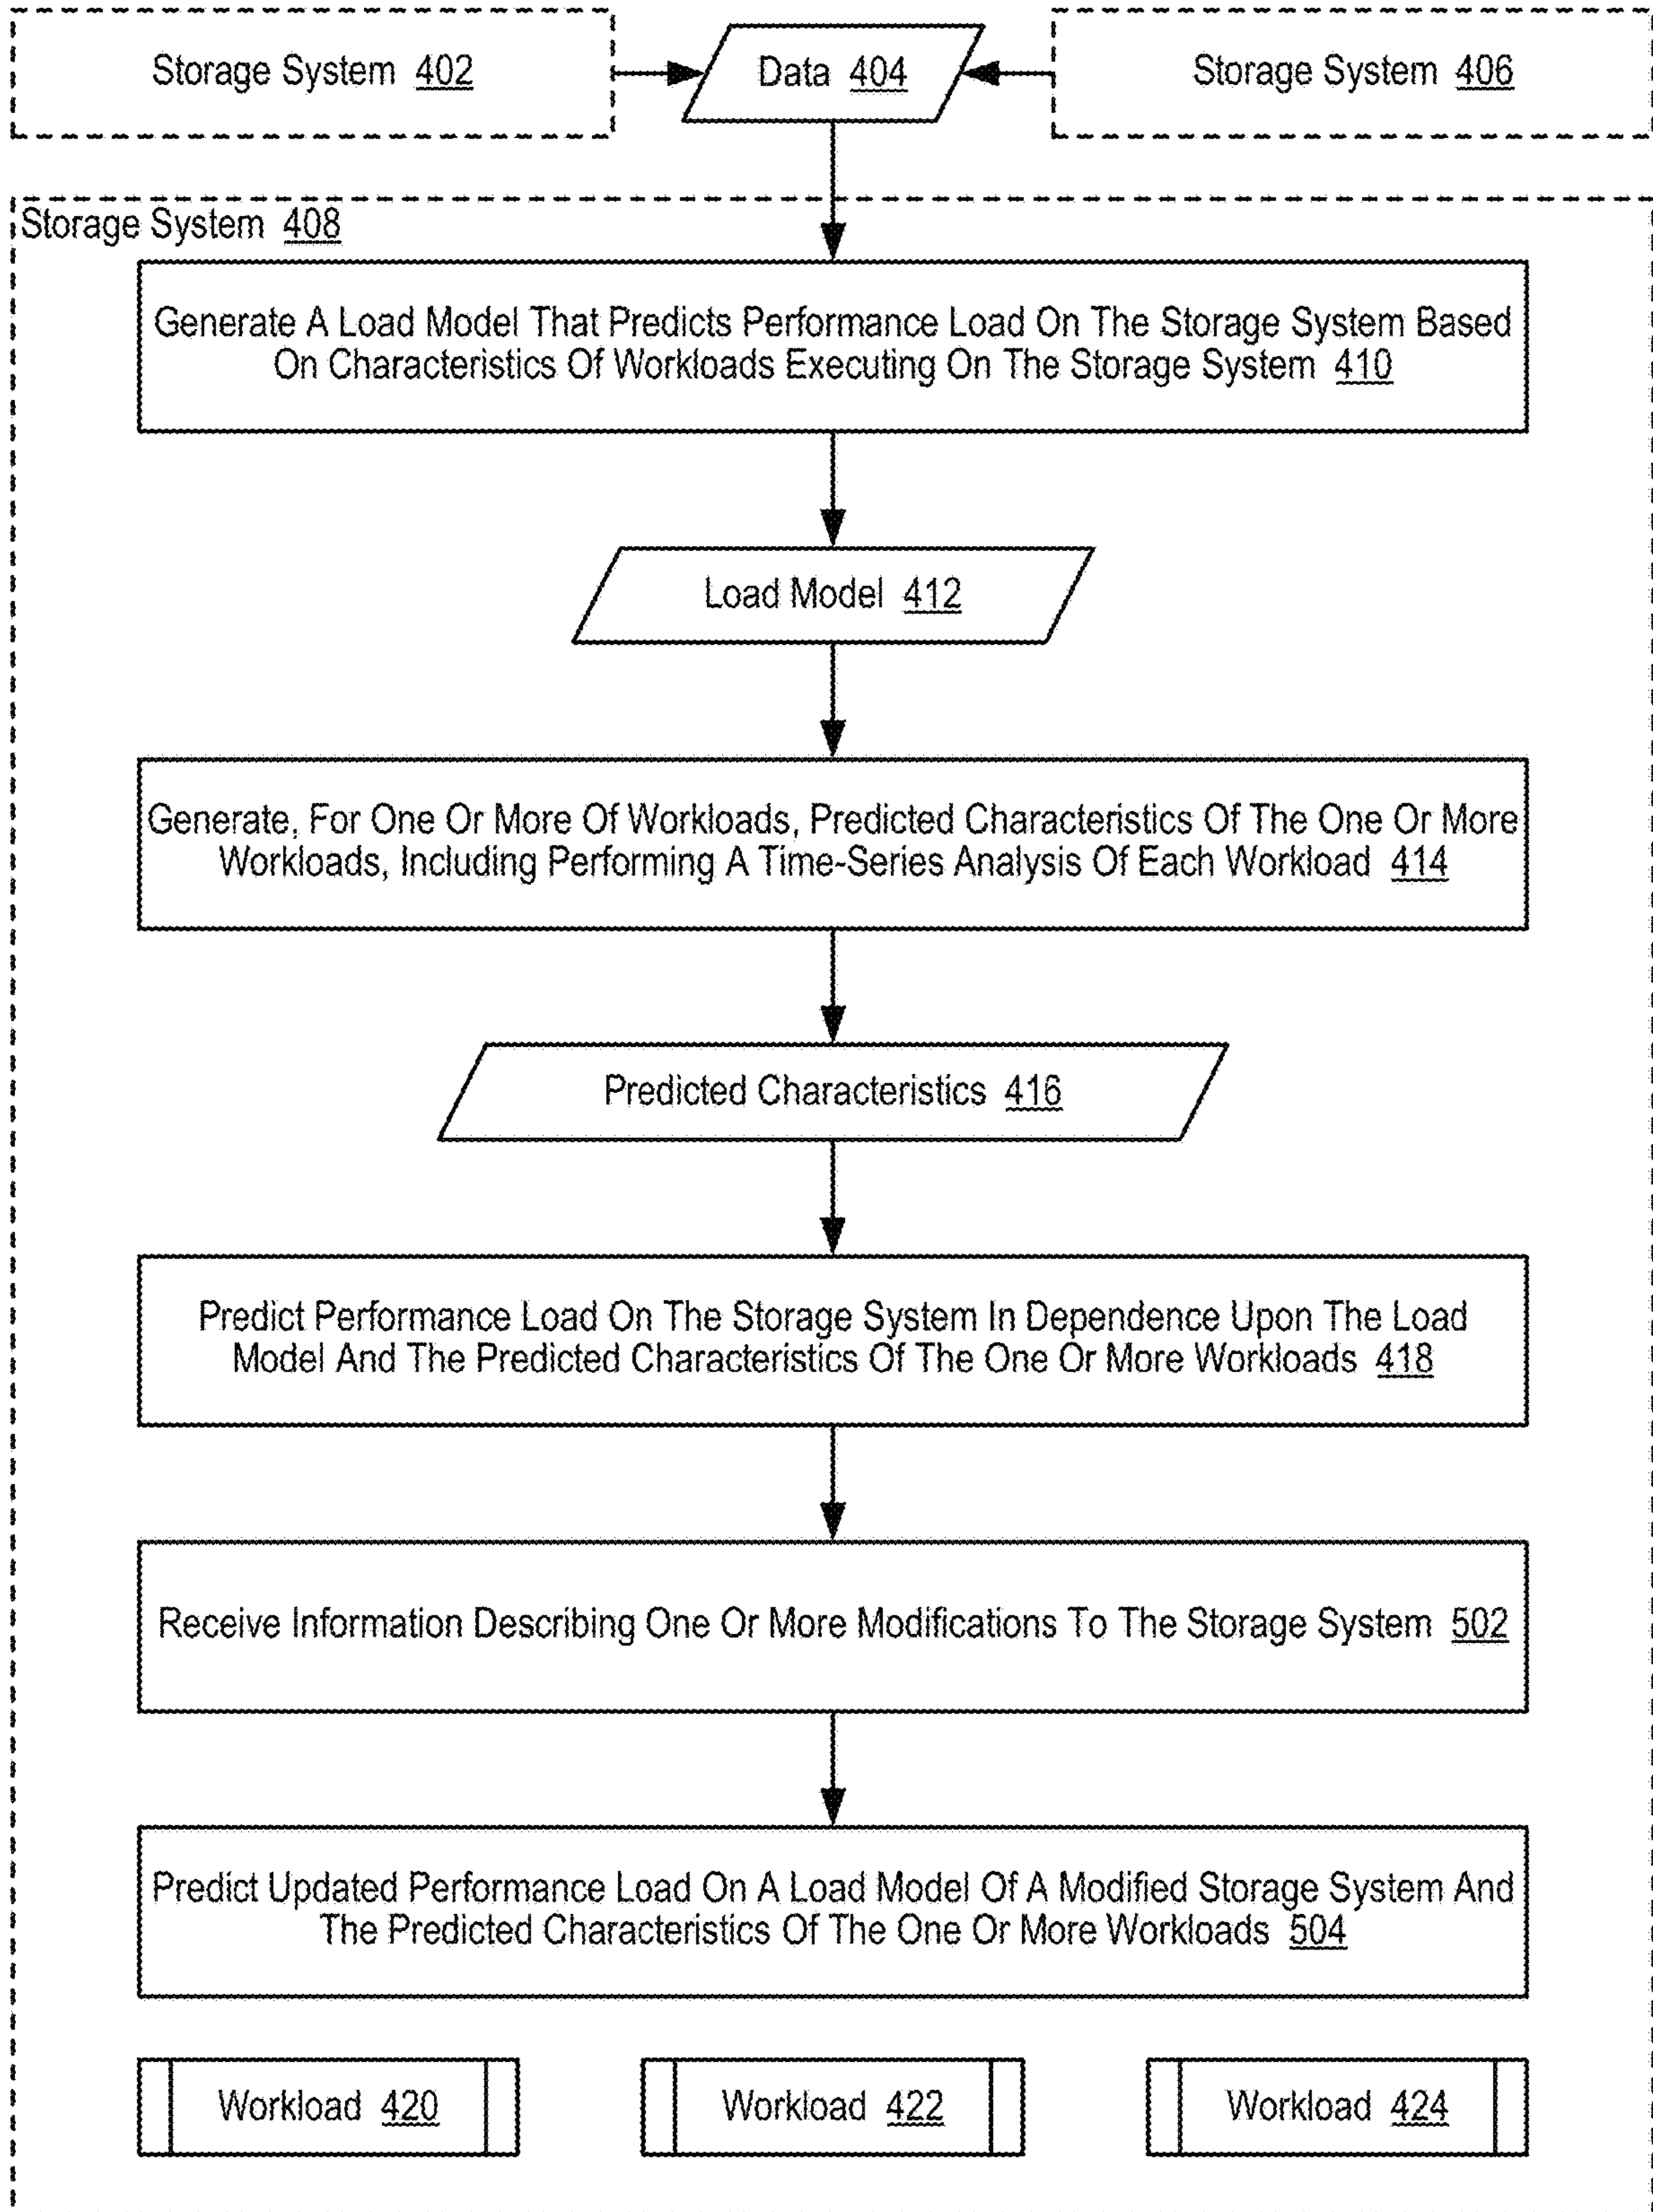 Storage System 402
Data 404
Storage System 406
Storage System 408
Generate A Load Model That Predicts Performance Load On The Storage System Based
On Characteristics Of Workloads Executing On The Storage System 410
Load Model 412
Generate, For One Or More Of Workloads, Predicted Characteristics Of The One Or More
Workloads, Including Performing A Time-Series Analysis Of Each Workload 414
Predicted Characteristics 416
Predict Performance Load On The Storage System In Dependence Upon The Load
Model And The Predicted Characteristics Of The One Or More Workloads 418
Receive Information Describing One Or More Modifications To The Storage System 502
Predict Updated Performance Load On A Load Model Of A Modified Storage System And
The Predicted Characteristics Of The One Or More Workloads 504
Workload 420
Workload 422
Workload 424